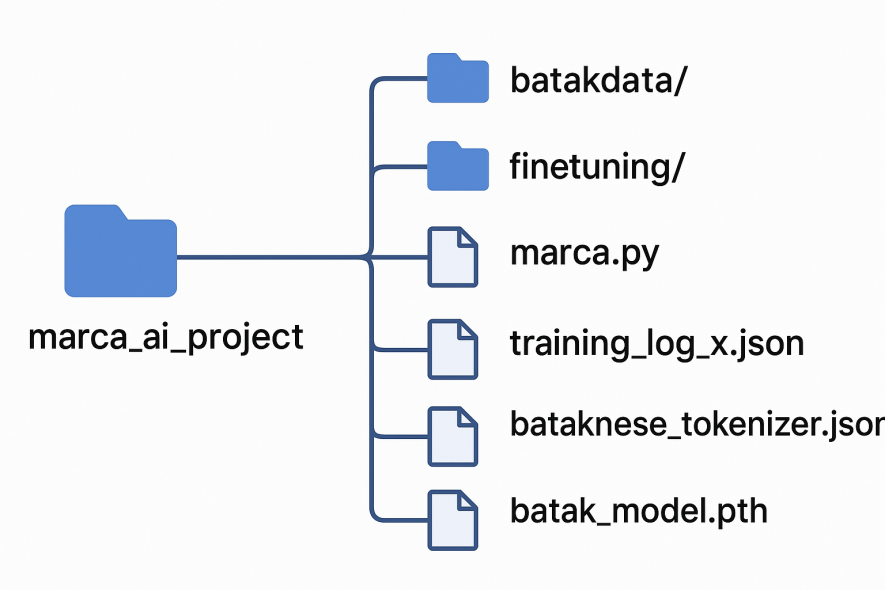 batakdata/
finetuning/
marca.py
marca_ai_project
training_log_x.json
bataknese_tokenizer.json
batak_model.pth